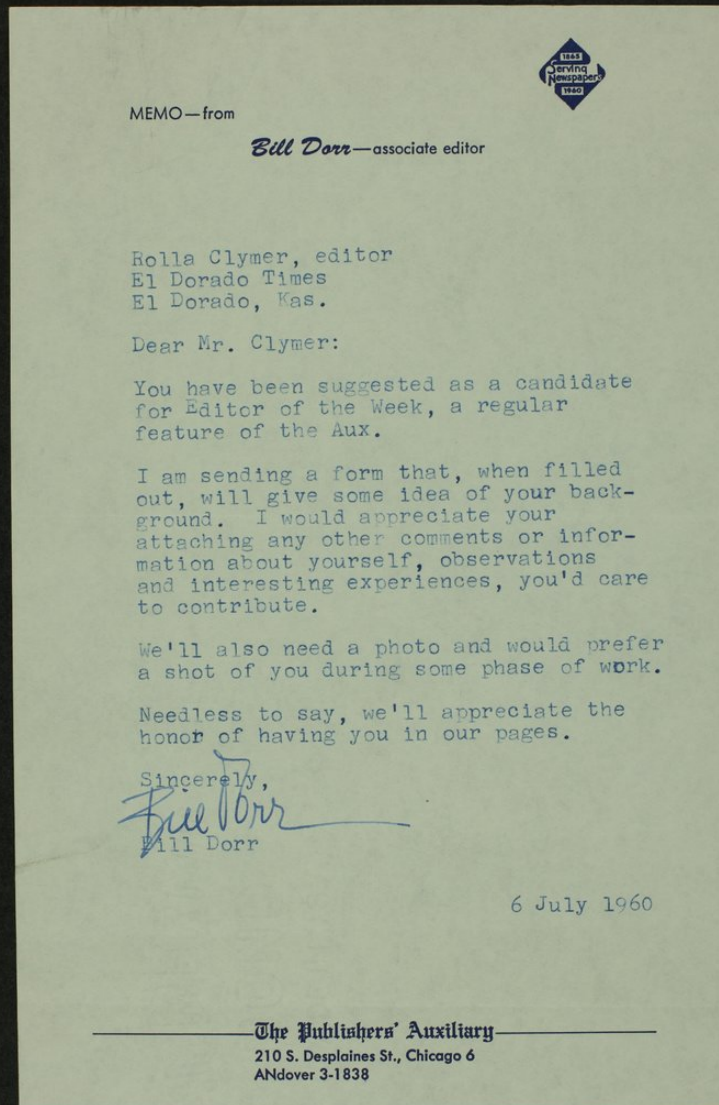 1865
Serving
Newspapers
1960
MEMO—from
Bill Dorr—associate editor
Rolla Clymer, editor
El Dorado Times
El Dorado, Kas.
Dear Mr. Clymer:
You have been suggested as a candidate
for Editor of the Week, a regular
feature of the Aux.
I am sending a form that, when filled
out, will give some idea of your back-
ground.  I would appreciate your
attaching any other comments or infor-
mation about yourself, observations
and interesting experiences, you'd care
to contribute.
We'll also need a photo and would prefer
a shot of you during some phase of work.
Needless to say, we'll appreciate the
honor of having you in our pages.
Sincerely,
Bill Dorr
Bill Dorr
6 July 1960
The Publishers' Auxiliary
210 S. Desplaines St., Chicago 6
ANdover 3-1838